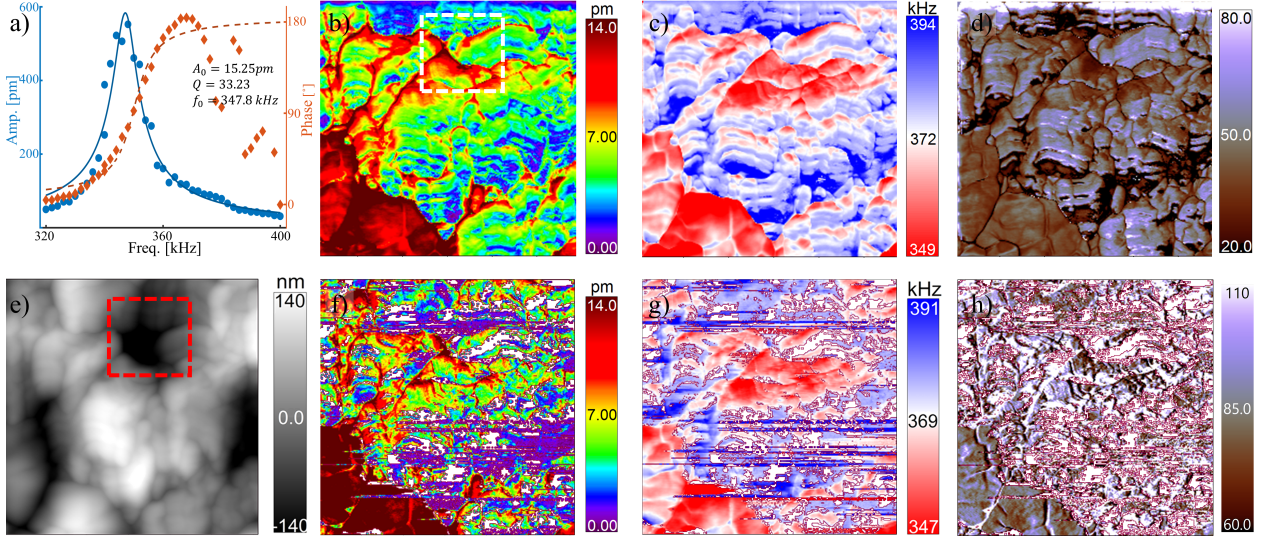 a)
600
400
200
Amp. [pm]
180
90
0
Phase [°]
A₀ = 15.25pm
Q = 33.23
f₀ = 347.8 kHz
320
360
400
Freq. [kHz]
b)
pm
14.0
7.00
0.00
c)
kHz
394
372
349
d)
80.0
50.0
20.0
e)
nm
140
0.0
-140
f)
pm
14.0
7.00
0.00
g)
kHz
391
369
347
h)
110
85.0
60.0